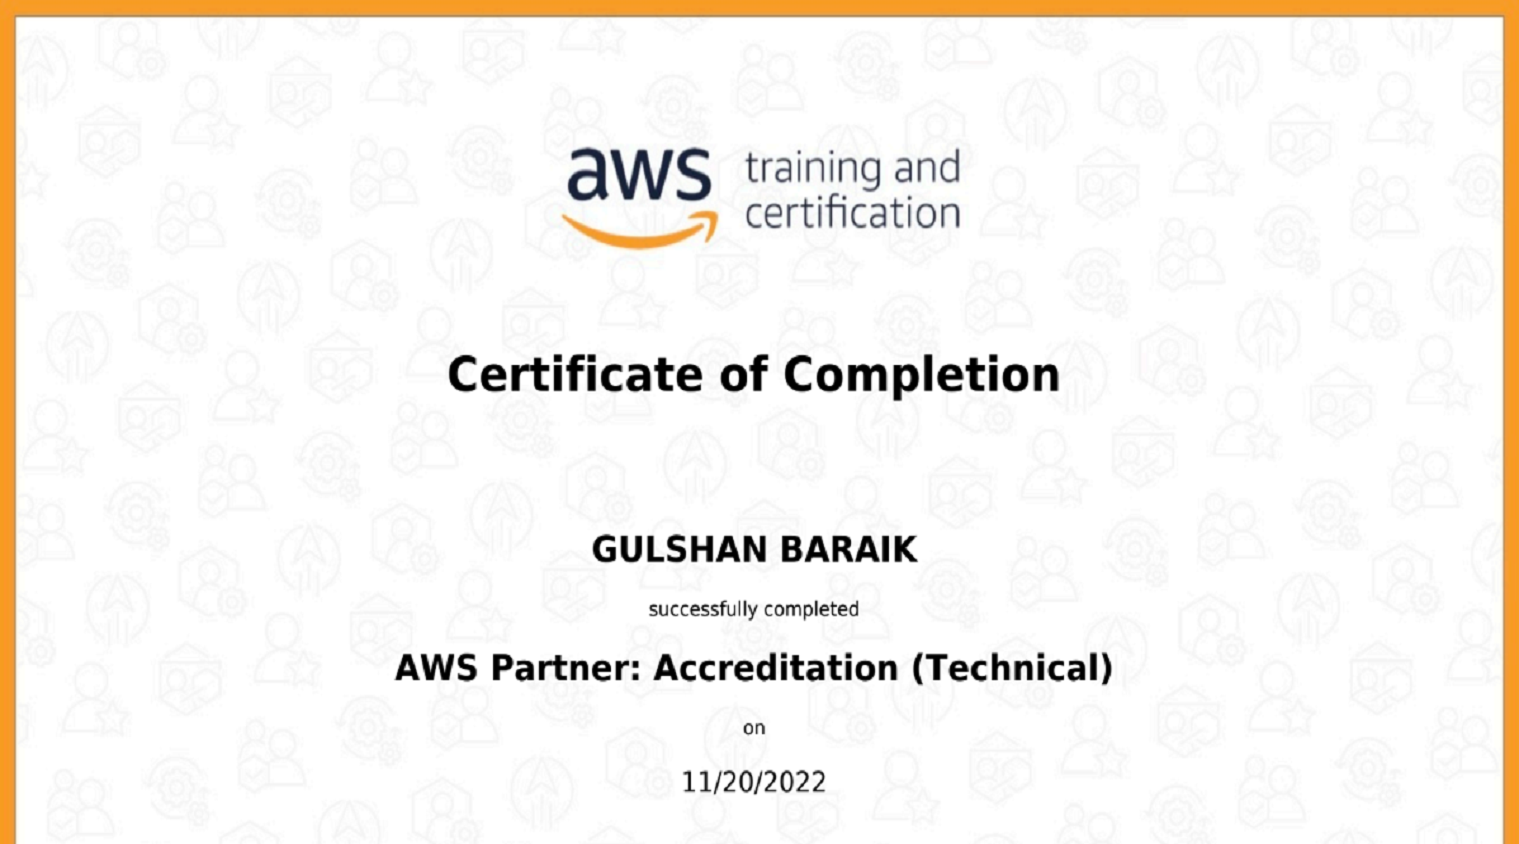 aws training and
certification
Certificate of Completion
GULSHAN BARAIK
successfully completed
AWS Partner: Accreditation (Technical)
on
11/20/2022